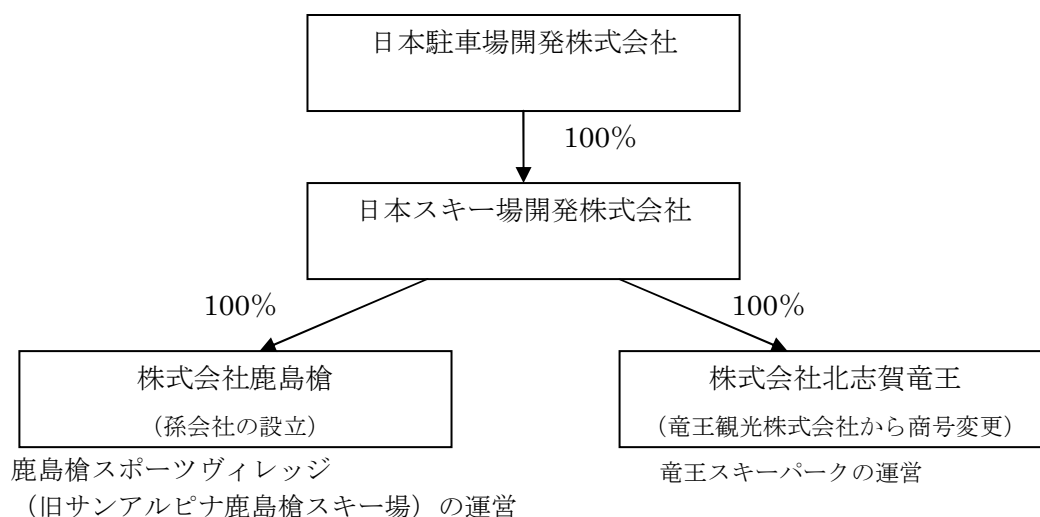 日本駐車場開発株式会社
100%
日本スキー場開発株式会社
100%
100%
株式会社鹿島槍
（孫会社の設立）
株式会社北志賀竜王
（竜王観光株式会社から商号変更）
鹿島槍スポーツヴィレッジ
（旧サンアルピナ鹿島槍スキー場）の運営
竜王スキーパークの運営